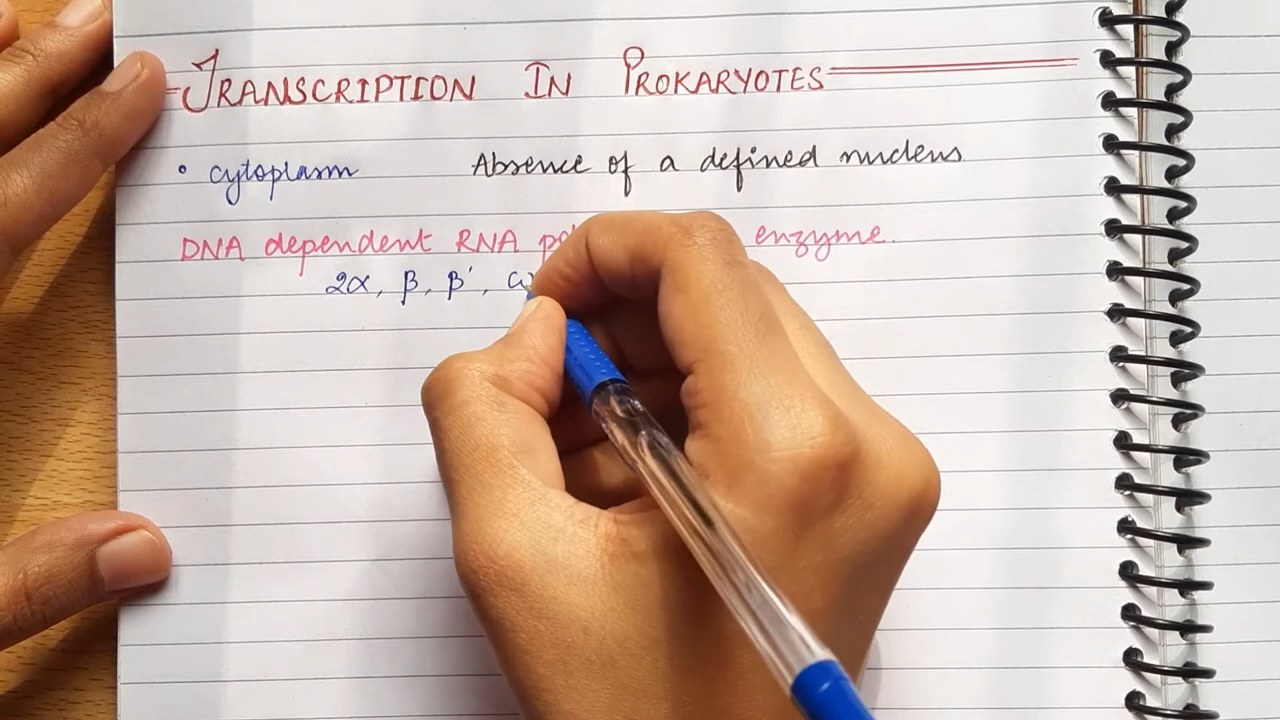 TRANSCRIPTION IN PROKARYOTES
• cytoplasm Absence of a defined nucleus
DNA dependent RNA enzyme.
2α, β, β', ω